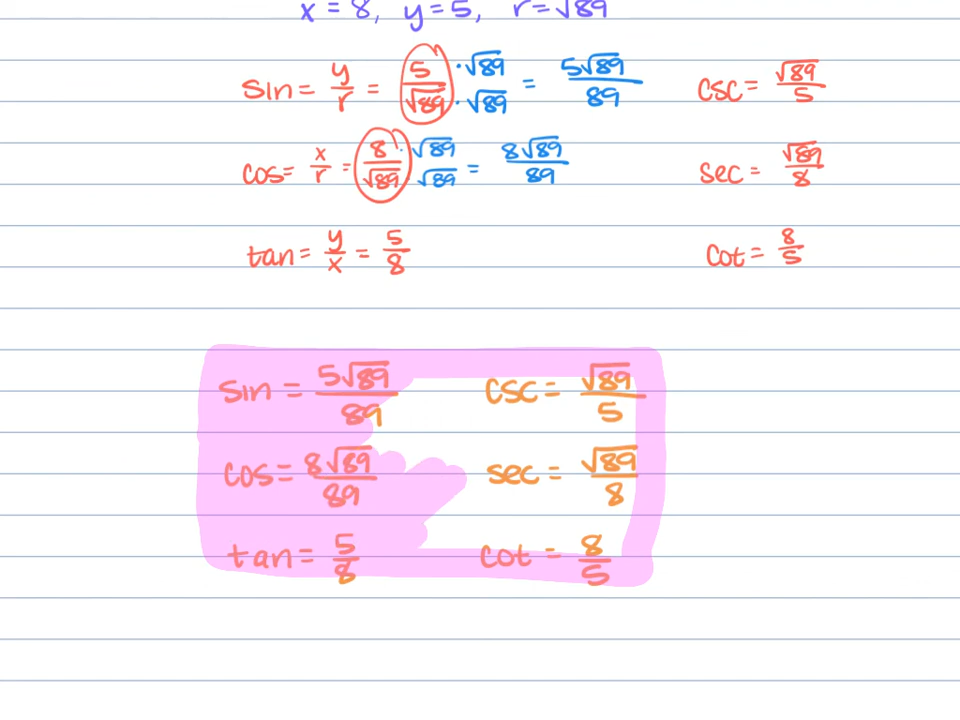 x = 8, y = 5, r = √89
sin = y/r = 5/√89 · √89/√89 = 5√89/89 csc = √89/5
cos = x/r = 8/√89 · √89/√89 = 8√89/89 sec = √89/8
tan = y/x = 5/8 cot = 8/5
sin = 5√89/89 csc = √89/5
cos = 8√89/89 sec = √89/8
tan = 5/8 cot = 8/5